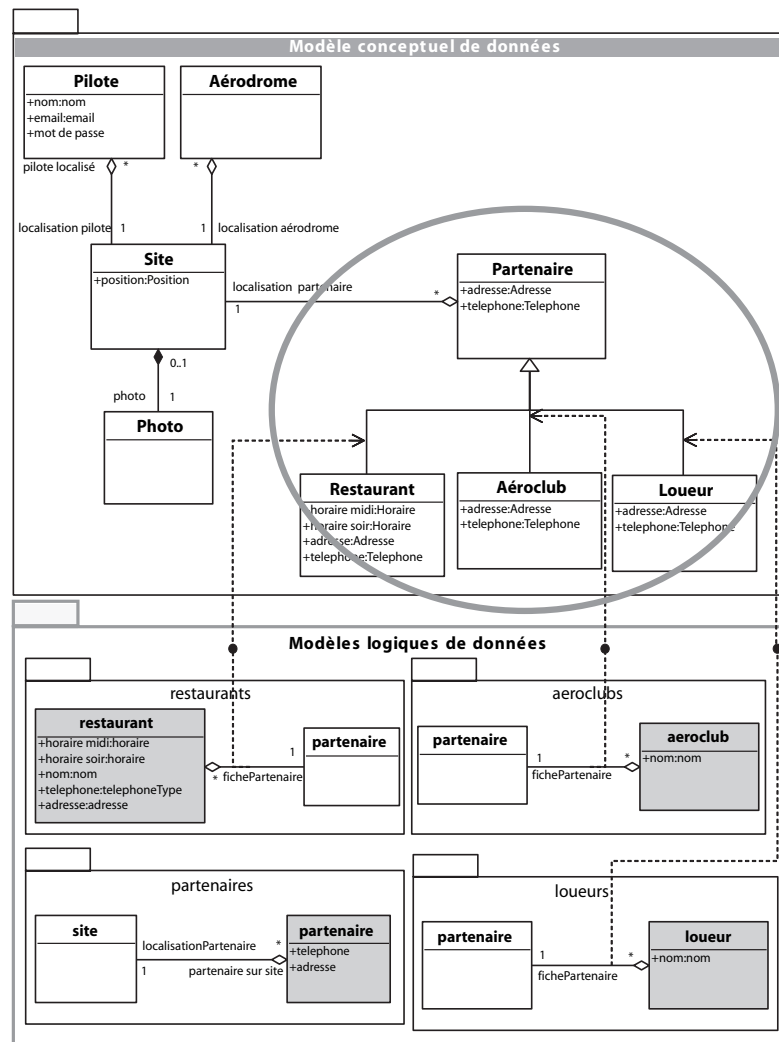 Modèle conceptuel de données
Pilote
+nom:nom
+email:email
+mot de passe
Aérodrome
pilote localisé
*
*
localisation pilote
1
1
localisation aérodrome
Site
+position:Position
localisation partenaire
1
*
Partenaire
+adresse:Adresse
+telephone:Telephone
0..1
photo
1
Photo
Restaurant
+horaire midi:Horaire
+horaire soir:Horaire
+adresse:Adresse
+telephone:Telephone
Aéroclub
+adresse:Adresse
+telephone:Telephone
Loueur
+adresse:Adresse
+telephone:Telephone
Modèles logiques de données
restaurants
restaurant
+horaire midi:horaire
+horaire soir:horaire
+nom:nom
+telephone:telephoneType
+adresse:adresse
1
* fichePartenaire
partenaire
aeroclubs
partenaire
1
*
fichePartenaire
aeroclub
+nom:nom
partenaires
site
localisationPartenaire
*
1
partenaire sur site
partenaire
+telephone
+adresse
loueurs
partenaire
1
*
fichePartenaire
loueur
+nom:nom